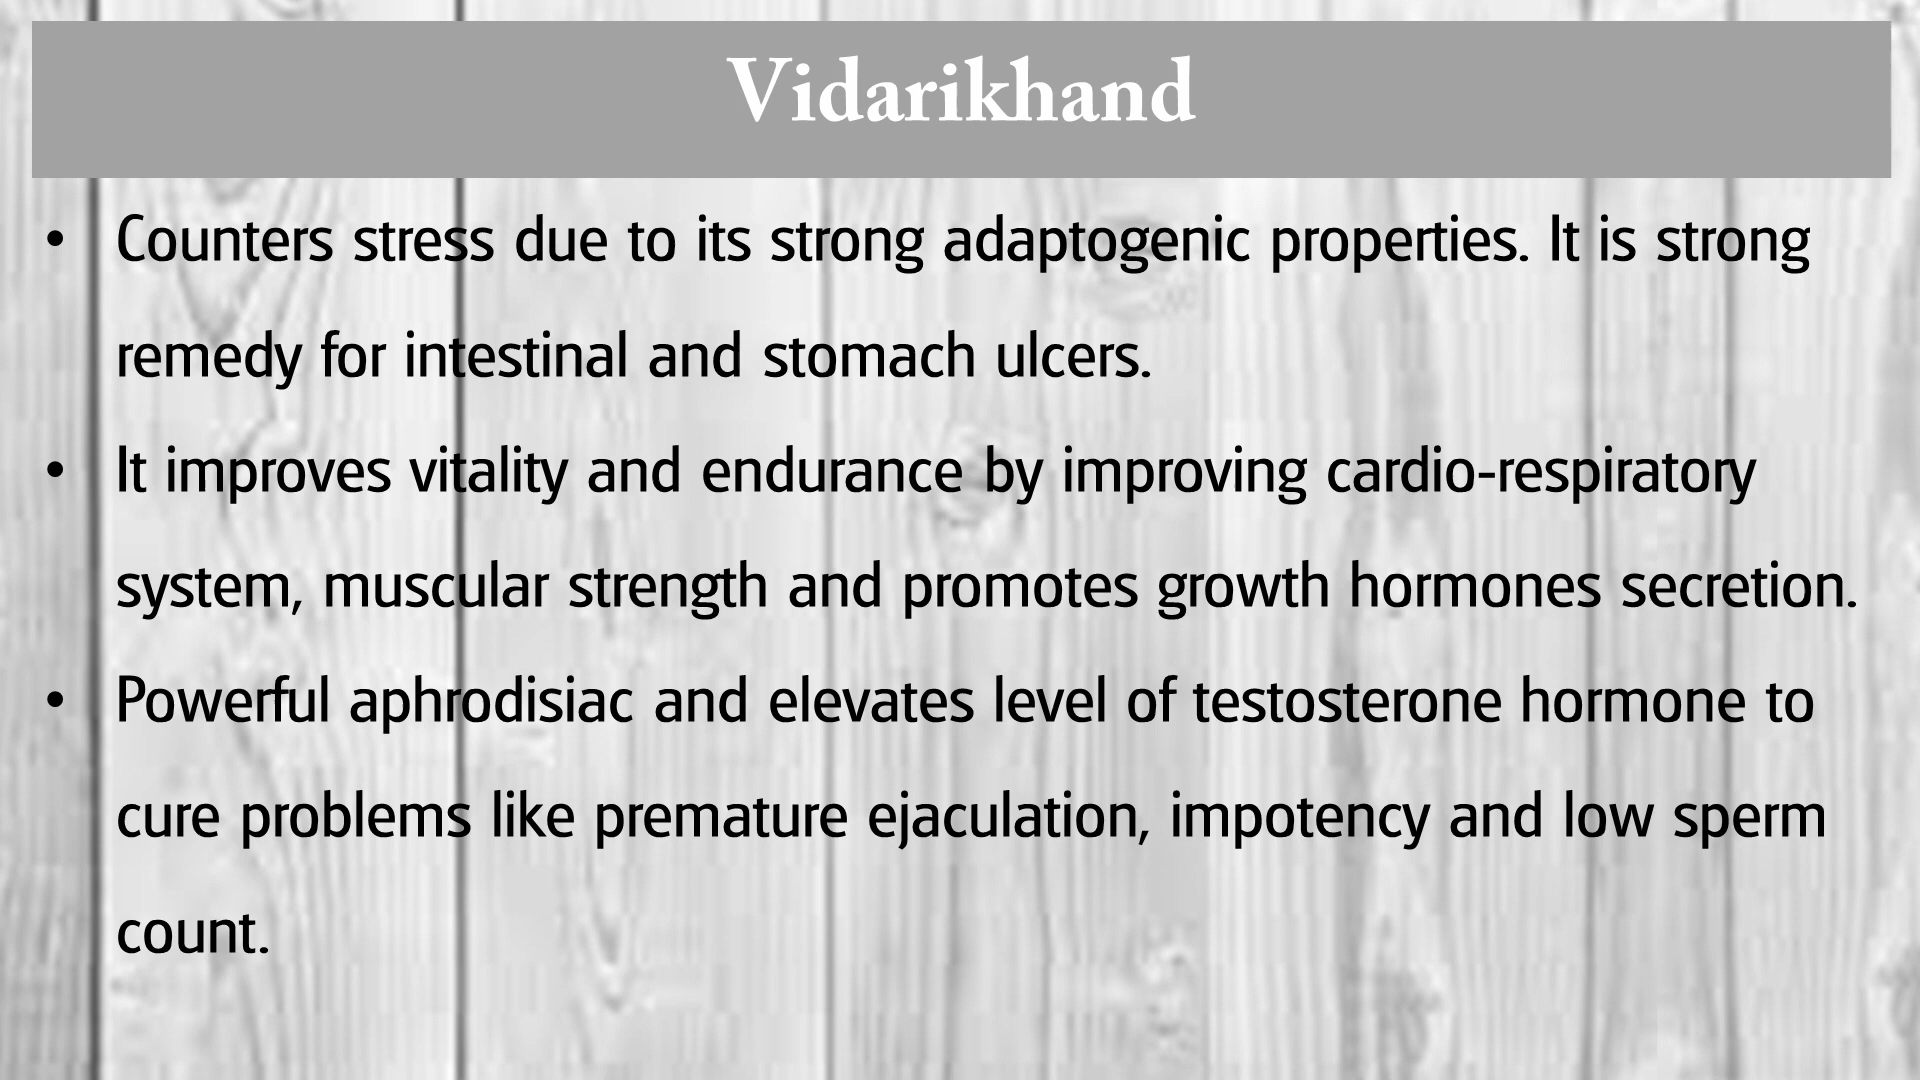 Vidarikhand
• Counters stress due to its strong adaptogenic properties. It is strong
remedy for intestinal and stomach ulcers.
• It improves vitality and endurance by improving cardio-respiratory
system, muscular strength and promotes growth hormones secretion.
• Powerful aphrodisiac and elevates level of testosterone hormone to
cure problems like premature ejaculation, impotency and low sperm
count.